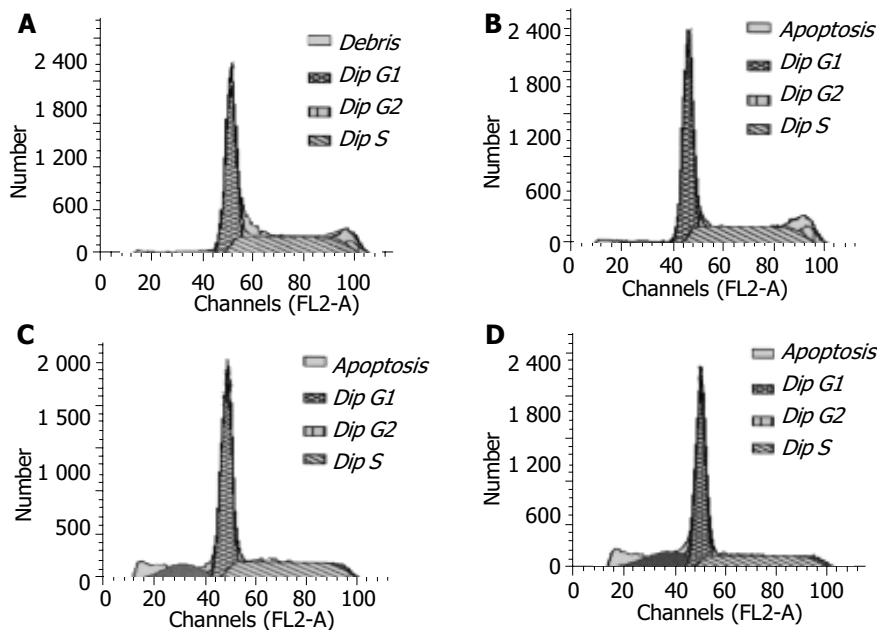 A
Number
2 400
1 800
1 200
600
0
0 20 40 60 80 100
Channels (FL2-A)
Debris
Dip G1
Dip G2
Dip S
B
Number
2 400
1 800
1 200
600
0
0 20 40 60 80 100
Channels (FL2-A)
Apoptosis
Dip G1
Dip G2
Dip S
C
Number
2 000
1 500
1 000
500
0
0 20 40 60 80 100
Channels (FL2-A)
Apoptosis
Dip G1
Dip G2
Dip S
D
Number
2 400
2 400
1 200
600
0
0 20 40 60 80 100
Channels (FL2-A)
Apoptosis
Dip G1
Dip G2
Dip S